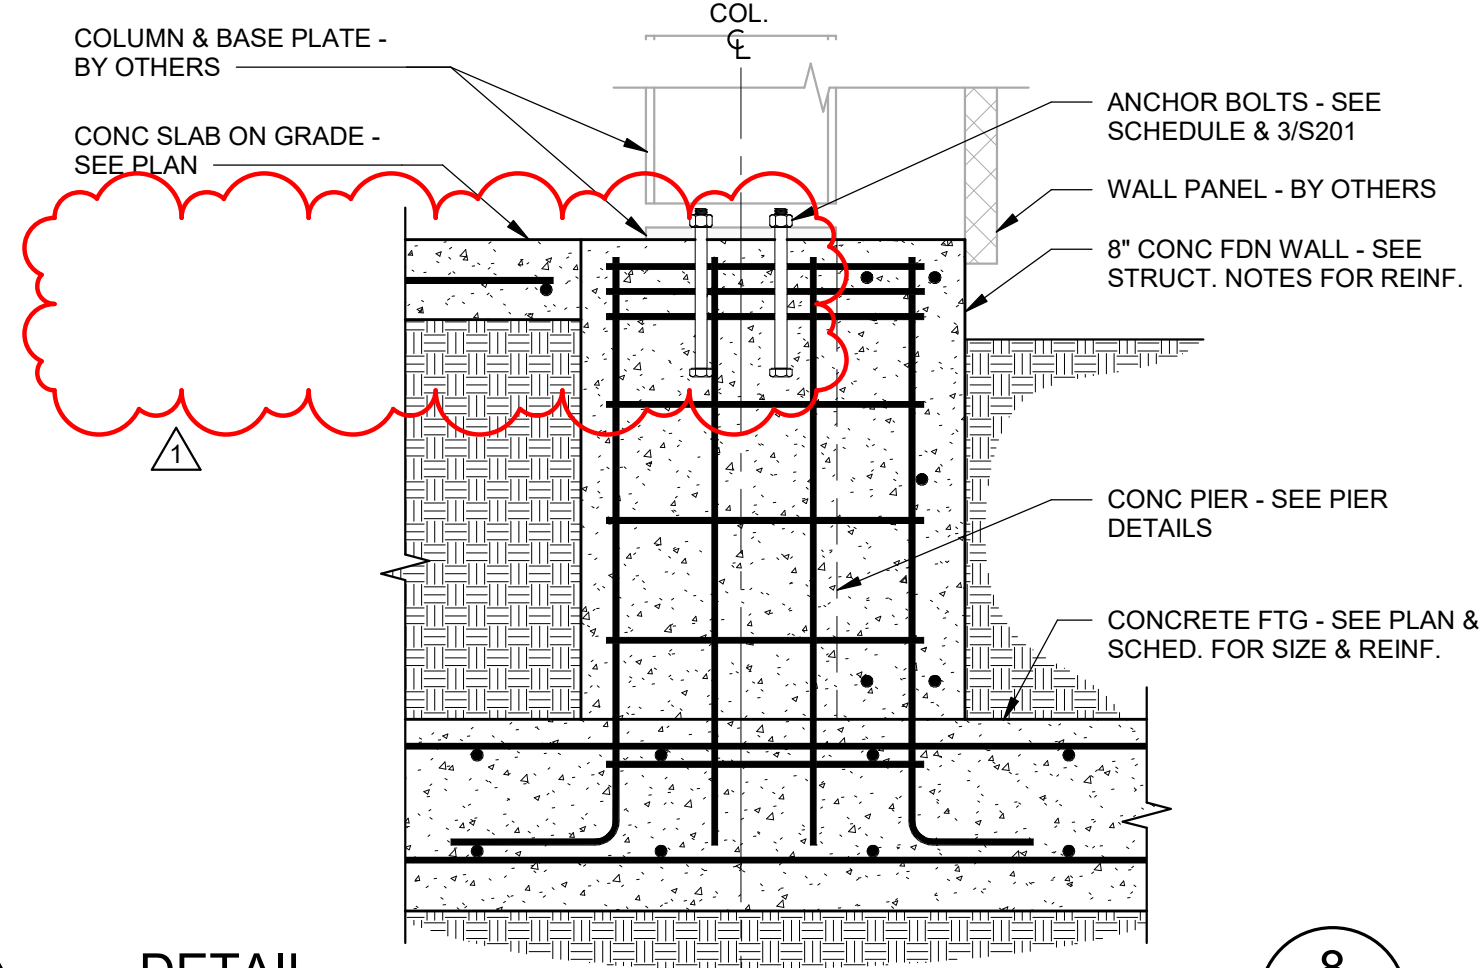 COL.
COLUMN & BASE PLATE -
BY OTHERS
CONC SLAB ON GRADE -
SEE PLAN
ANCHOR BOLTS - SEE
SCHEDULE & 3/S201
WALL PANEL - BY OTHERS
8" CONC FDN WALL - SEE
STRUCT. NOTES FOR REINF.
1
CONC PIER - SEE PIER
DETAILS
CONCRETE FTG - SEE PLAN &
SCHED. FOR SIZE & REINF.
DETAIL
8